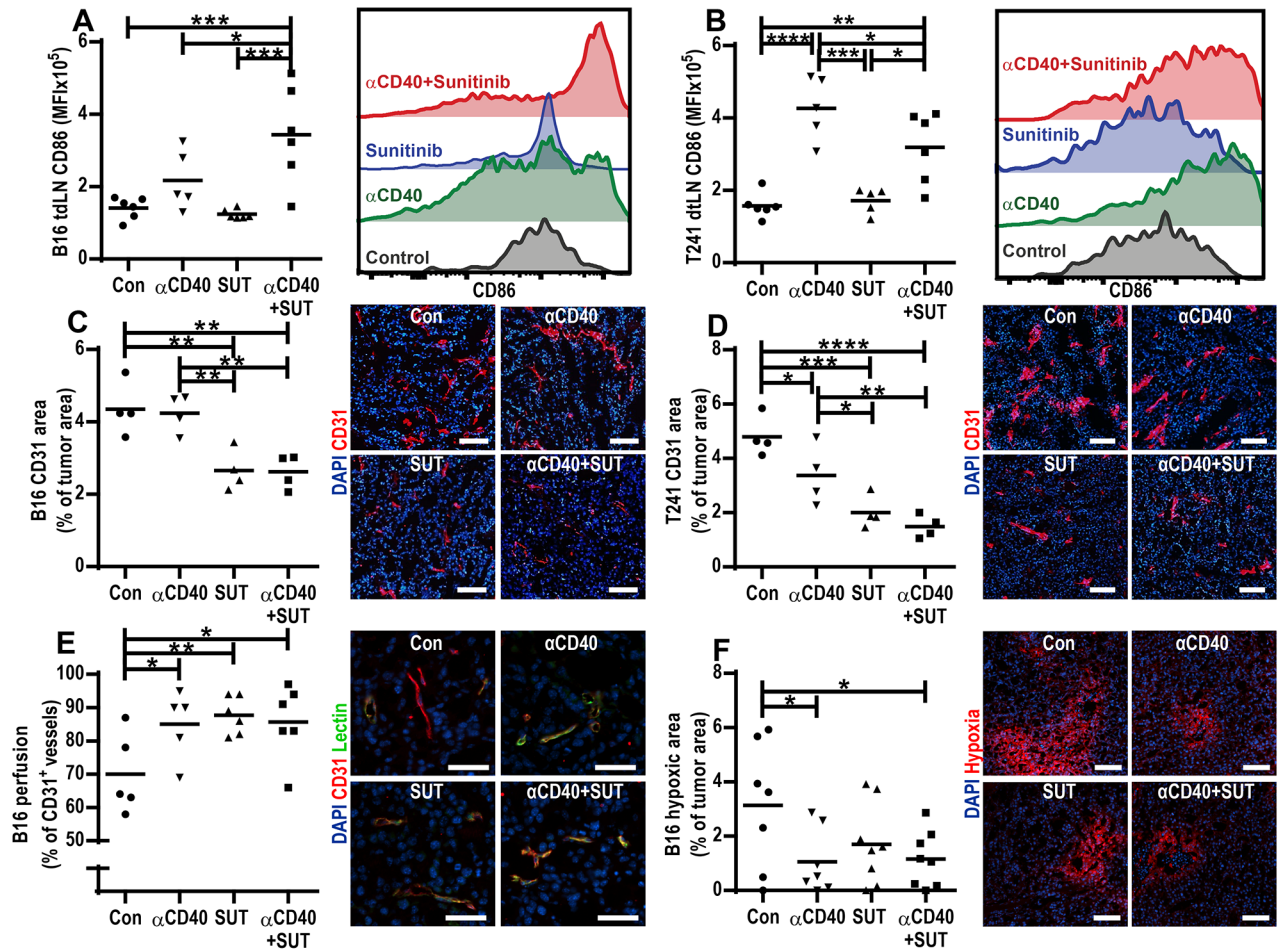 A
B16 tdLN CD86 (MFIx10⁵)
6
4
2
0
***
*
***
Con
αCD40
SUT
αCD40
+SUT
αCD40+Sunitinib
Sunitinib
αCD40
Control
CD86
B
T241 dtLN CD86 (MFIx10⁵)
6
4
2
0
**
****
*
***
*
Con
αCD40
SUT
αCD40
+SUT
αCD40+Sunitinib
Sunitinib
αCD40
Control
CD86
C
B16 CD31 area
(% of tumor area)
6
4
2
0
**
**
**
**
Con
αCD40
SUT
αCD40
+SUT
DAPI CD31
Con
αCD40
SUT
αCD40+SUT
D
T241 CD31 area
(% of tumor area)
8
6
4
2
0
****
***
*
**
*
Con
αCD40
SUT
αCD40
+SUT
DAPI CD31
Con
αCD40
SUT
αCD40+SUT
E
B16 perfusion
(% of CD31⁺ vessels)
100
90
80
70
60
50
*
**
*
Con
αCD40
SUT
αCD40
+SUT
DAPI CD31 Lectin
Con
αCD40
SUT
αCD40+SUT
F
B16 hypoxic area
(% of tumor area)
8
6
4
2
0
*
*
Con
αCD40
SUT
αCD40
+SUT
DAPI Hypoxia
Con
αCD40
SUT
αCD40+SUT